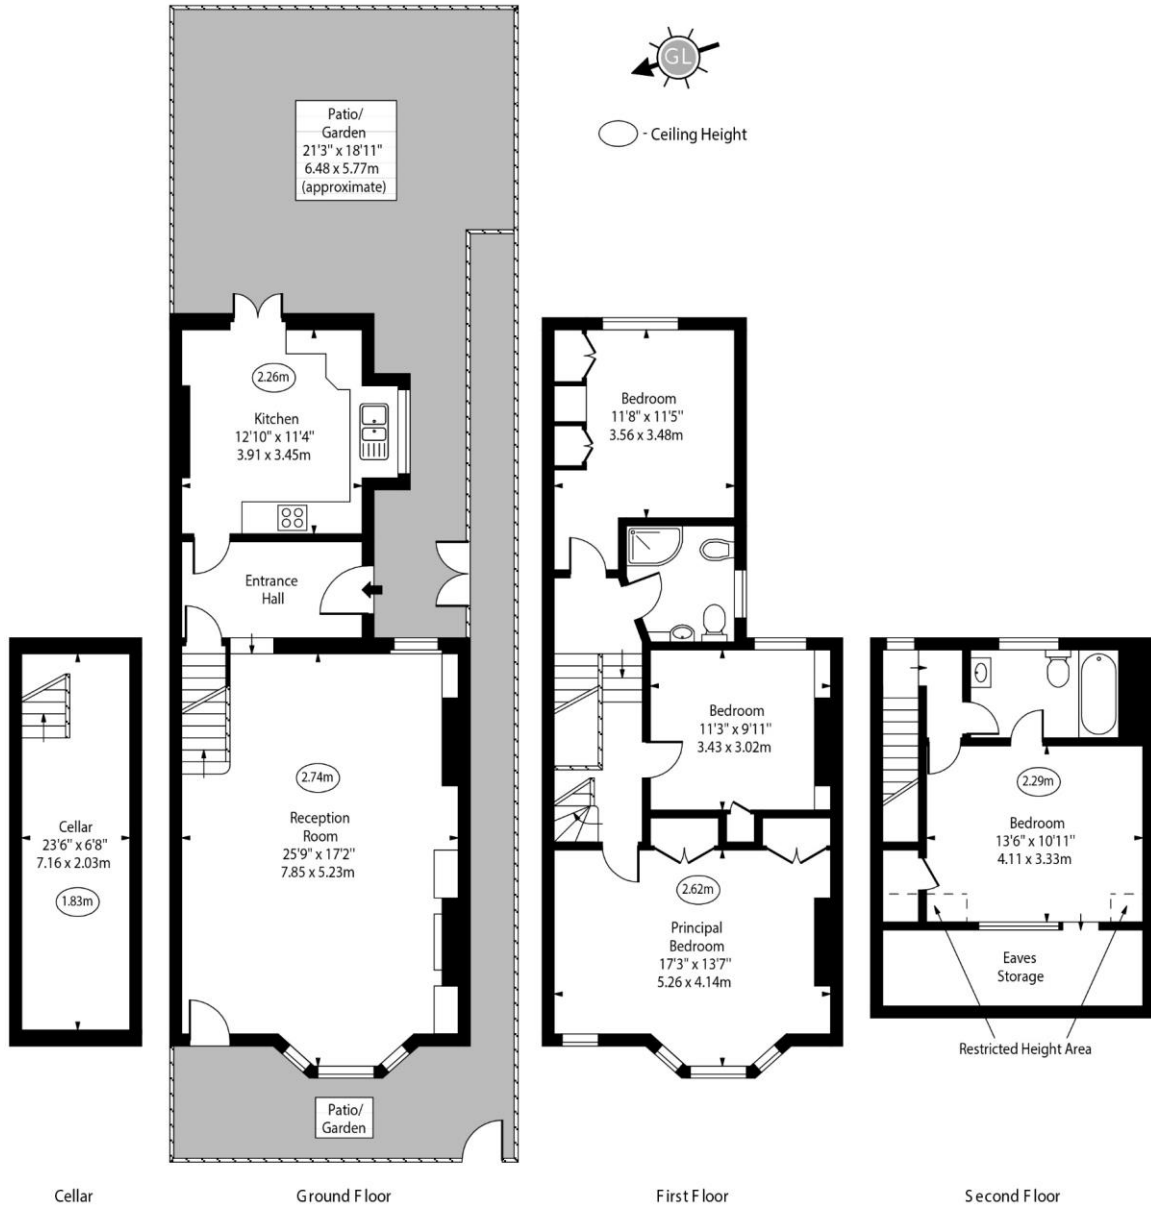 GL
- Ceiling Height
Patio/
Garden
21'3" x 18'11"
6.48 x 5.77m
(approximate)
2.26m
Kitchen
12'10" x 11'4"
3.91 x 3.45m
Entrance
Hall
2.74m
Reception
Room
25'9" x 17'2"
7.85 x 5.23m
Patio/
Garden
Cellar
23'6" x 6'8"
7.16 x 2.03m
1.83m
Bedroom
11'8" x 11'5"
3.56 x 3.48m
Bedroom
11'3" x 9'11"
3.43 x 3.02m
2.62m
Principal
Bedroom
17'3" x 13'7"
5.26 x 4.14m
2.29m
Bedroom
13'6" x 10'11"
4.11 x 3.33m
Eaves
Storage
Restricted Height Area
Cellar
Ground Floor
First Floor
Second Floor